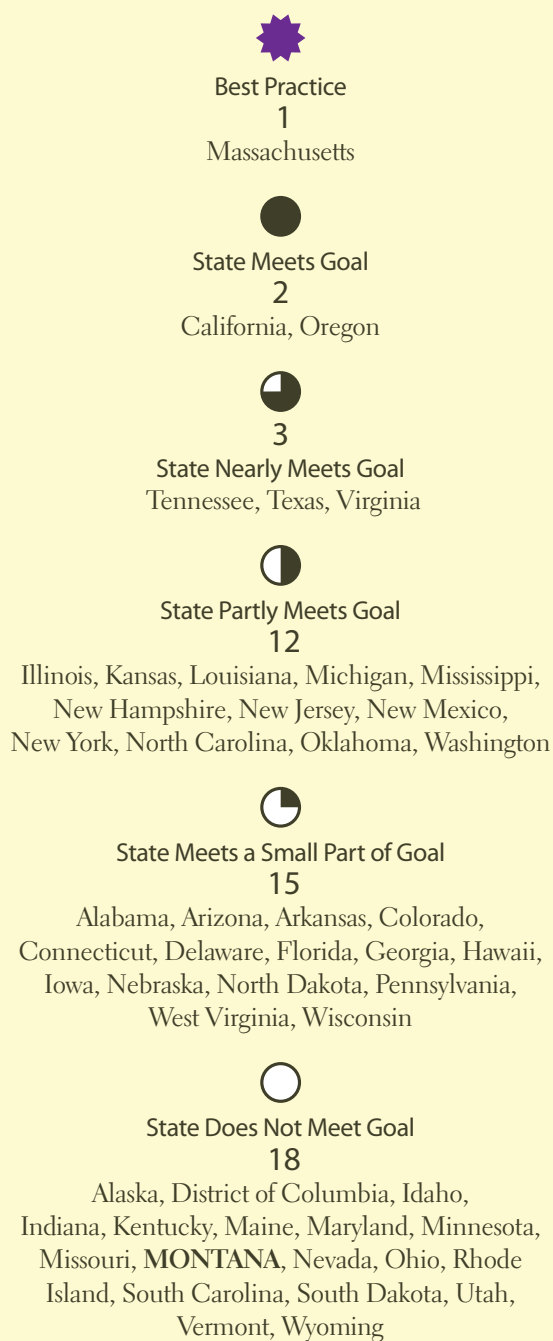 Best Practice
1
Massachusetts
State Meets Goal
2
California, Oregon
3
State Nearly Meets Goal
Tennessee, Texas, Virginia
State Partly Meets Goal
12
Illinois, Kansas, Louisiana, Michigan, Mississippi,
New Hampshire, New Jersey, New Mexico,
New York, North Carolina, Oklahoma, Washington
State Meets a Small Part of Goal
15
Alabama, Arizona, Arkansas, Colorado,
Connecticut, Delaware, Florida, Georgia, Hawaii,
Iowa, Nebraska, North Dakota, Pennsylvania,
West Virginia, Wisconsin
State Does Not Meet Goal
18
Alaska, District of Columbia, Idaho,
Indiana, Kentucky, Maine, Maryland, Minnesota,
Missouri, MONTANA, Nevada, Ohio, Rhode
Island, South Carolina, South Dakota, Utah,
Vermont, Wyoming